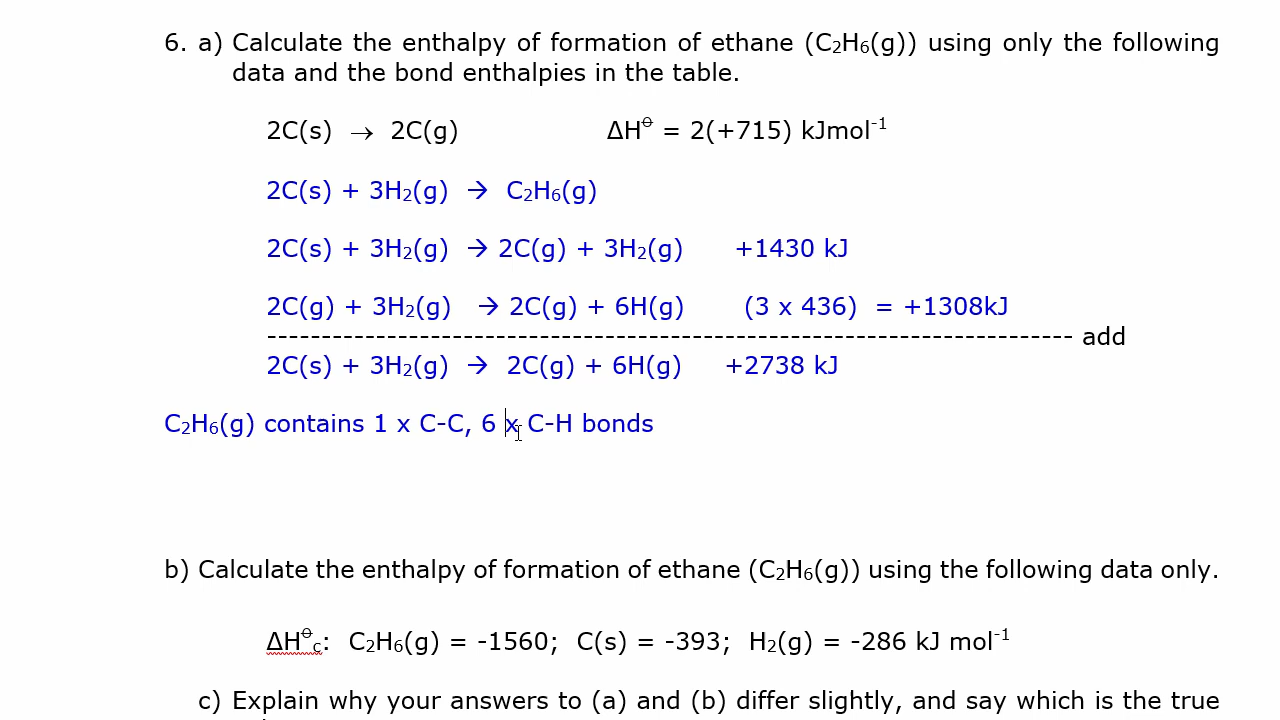 6. a) Calculate the enthalpy of formation of ethane (C₂H₆(g)) using only the following
data and the bond enthalpies in the table.
2C(s) → 2C(g) ΔH⦵ = 2(+715) kJmol⁻¹
2C(s) + 3H₂(g) → C₂H₆(g)
2C(s) + 3H₂(g) → 2C(g) + 3H₂(g) +1430 kJ
2C(g) + 3H₂(g) → 2C(g) + 6H(g) (3 x 436) = +1308kJ
--------------------------------------------------------------------------- add
2C(s) + 3H₂(g) → 2C(g) + 6H(g) +2738 kJ
C₂H₆(g) contains 1 x C-C, 6 x C-H bonds
b) Calculate the enthalpy of formation of ethane (C₂H₆(g)) using the following data only.
ΔH⦵c: C₂H₆(g) = -1560; C(s) = -393; H₂(g) = -286 kJ mol⁻¹
c) Explain why your answers to (a) and (b) differ slightly, and say which is the true